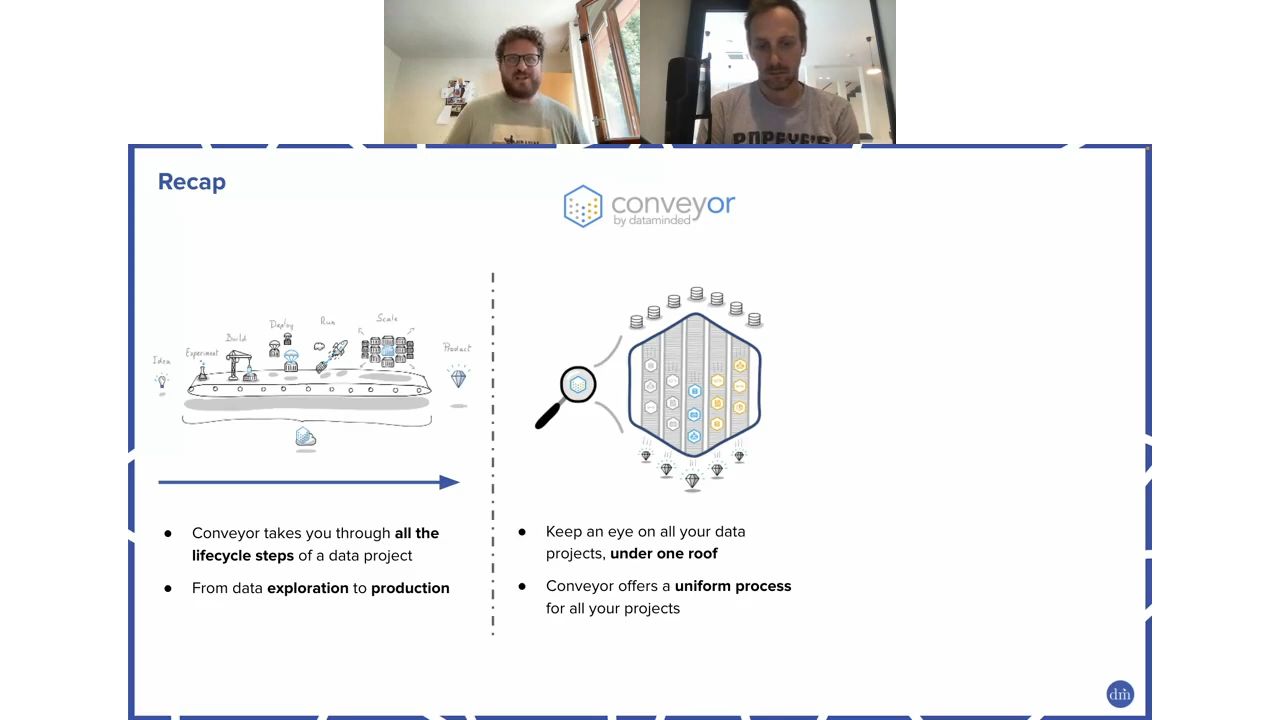 POPEYE'S
Recap
conveyor
by dataminded
Idea
Experiment
Build
Deploy
Run
Scale
Product
● Conveyor takes you through all the
lifecycle steps of a data project
● From data exploration to production
● Keep an eye on all your data
projects, under one roof
● Conveyor offers a uniform process
for all your projects
dm